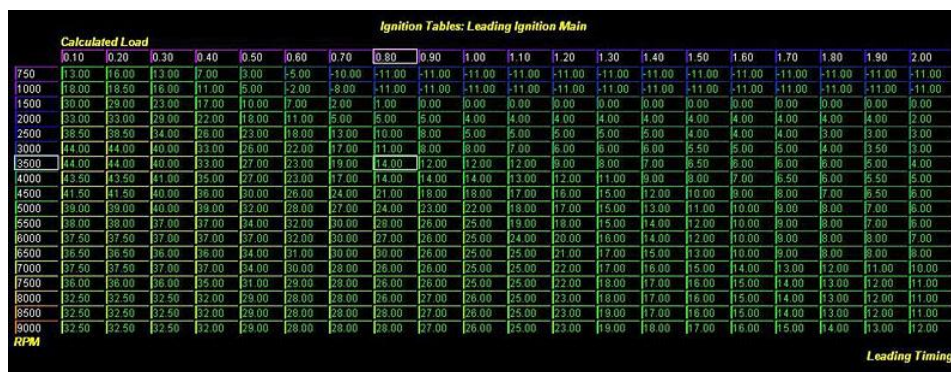 Ignition Tables: Leading Ignition Main
Calculated Load
0.10 0.20 0.30 0.40 0.50 0.60 0.70 0.80 0.90 1.00 1.10 1.20 1.30 1.40 1.50 1.60 1.70 1.80 1.90 2.00
750 13.00 16.00 13.00 7.00 3.00 -5.00 -10.00 -11.00 -11.00 -11.00 -11.00 -11.00 -11.00 -11.00 -11.00 -11.00 -11.00 -11.00 -11.00 -11.00
1000 18.00 18.50 16.00 11.00 5.00 -2.00 -8.00 -11.00 -11.00 -11.00 -11.00 -11.00 -11.00 -11.00 -11.00 -11.00 -11.00 -11.00 -11.00 -11.00
1500 30.00 29.00 23.00 17.00 10.00 7.00 2.00 1.00 0.00 0.00 0.00 0.00 0.00 0.00 0.00 0.00 0.00 0.00 0.00 0.00
2000 33.00 33.00 29.00 22.00 18.00 11.00 5.00 5.00 5.00 4.00 4.00 4.00 4.00 4.00 4.00 4.00 4.00 4.00 4.00 2.00
2500 38.50 38.50 34.00 26.00 23.00 18.00 13.00 10.00 8.00 5.00 5.00 5.00 5.00 5.00 4.00 4.00 4.00 3.00 3.00 3.00
3000 44.00 44.00 40.00 33.00 26.00 22.00 17.00 11.00 8.00 8.00 7.00 6.00 6.00 6.00 5.50 5.00 5.00 4.00 3.50 3.00
3500 44.00 44.00 40.00 33.00 27.00 23.00 19.00 14.00 12.00 12.00 12.00 9.00 8.00 7.00 6.50 6.00 6.00 6.00 5.00 4.00
4000 43.50 43.50 41.00 35.00 27.00 23.00 17.00 14.00 14.00 14.00 13.00 12.00 11.00 9.00 8.00 7.00 6.50 6.00 5.50 5.00
4500 41.50 41.50 40.00 36.00 30.00 26.00 24.00 21.00 18.00 18.00 17.00 16.00 15.00 12.00 10.00 9.00 8.00 7.00 6.50 6.00
5000 39.00 39.00 40.00 39.00 32.00 28.00 27.00 24.00 23.00 22.00 18.00 17.00 15.00 13.00 11.00 10.00 9.00 8.00 7.00 6.00
5500 38.00 38.00 37.00 37.00 34.00 32.00 30.00 28.00 26.00 25.00 19.00 18.00 15.00 14.00 12.00 10.00 9.00 8.00 7.00 6.00
6000 37.50 37.50 37.00 37.00 37.00 32.00 30.00 27.00 26.00 25.00 24.00 20.00 16.00 14.00 12.00 10.00 9.00 8.00 8.00 7.00
6500 36.50 36.50 36.00 36.00 34.00 31.00 30.00 30.00 26.00 25.00 25.00 21.00 17.00 15.00 13.00 10.00 9.00 8.00 8.00 8.00
7000 37.50 37.50 37.00 37.00 34.00 30.00 28.00 26.00 26.00 25.00 25.00 22.00 17.00 16.00 15.00 14.00 13.00 12.00 11.00 10.00
7500 36.00 36.00 36.00 35.00 31.00 29.00 28.00 26.00 26.00 25.00 25.00 22.00 18.00 17.00 16.00 15.00 14.00 13.00 12.00 11.00
8000 32.50 32.50 32.50 32.00 29.00 28.00 28.00 26.00 27.00 26.00 25.00 23.00 18.00 17.00 16.00 15.00 14.00 13.00 12.00 11.00
8500 32.50 32.50 32.50 32.00 29.00 28.00 28.00 28.00 27.00 26.00 25.00 23.00 19.00 17.00 16.00 15.00 14.00 13.00 12.00 11.00
9000 32.50 32.50 32.50 32.00 29.00 28.00 28.00 28.00 27.00 26.00 25.00 23.00 19.00 18.00 17.00 16.00 15.00 14.00 13.00 12.00
RPM
Leading Timing